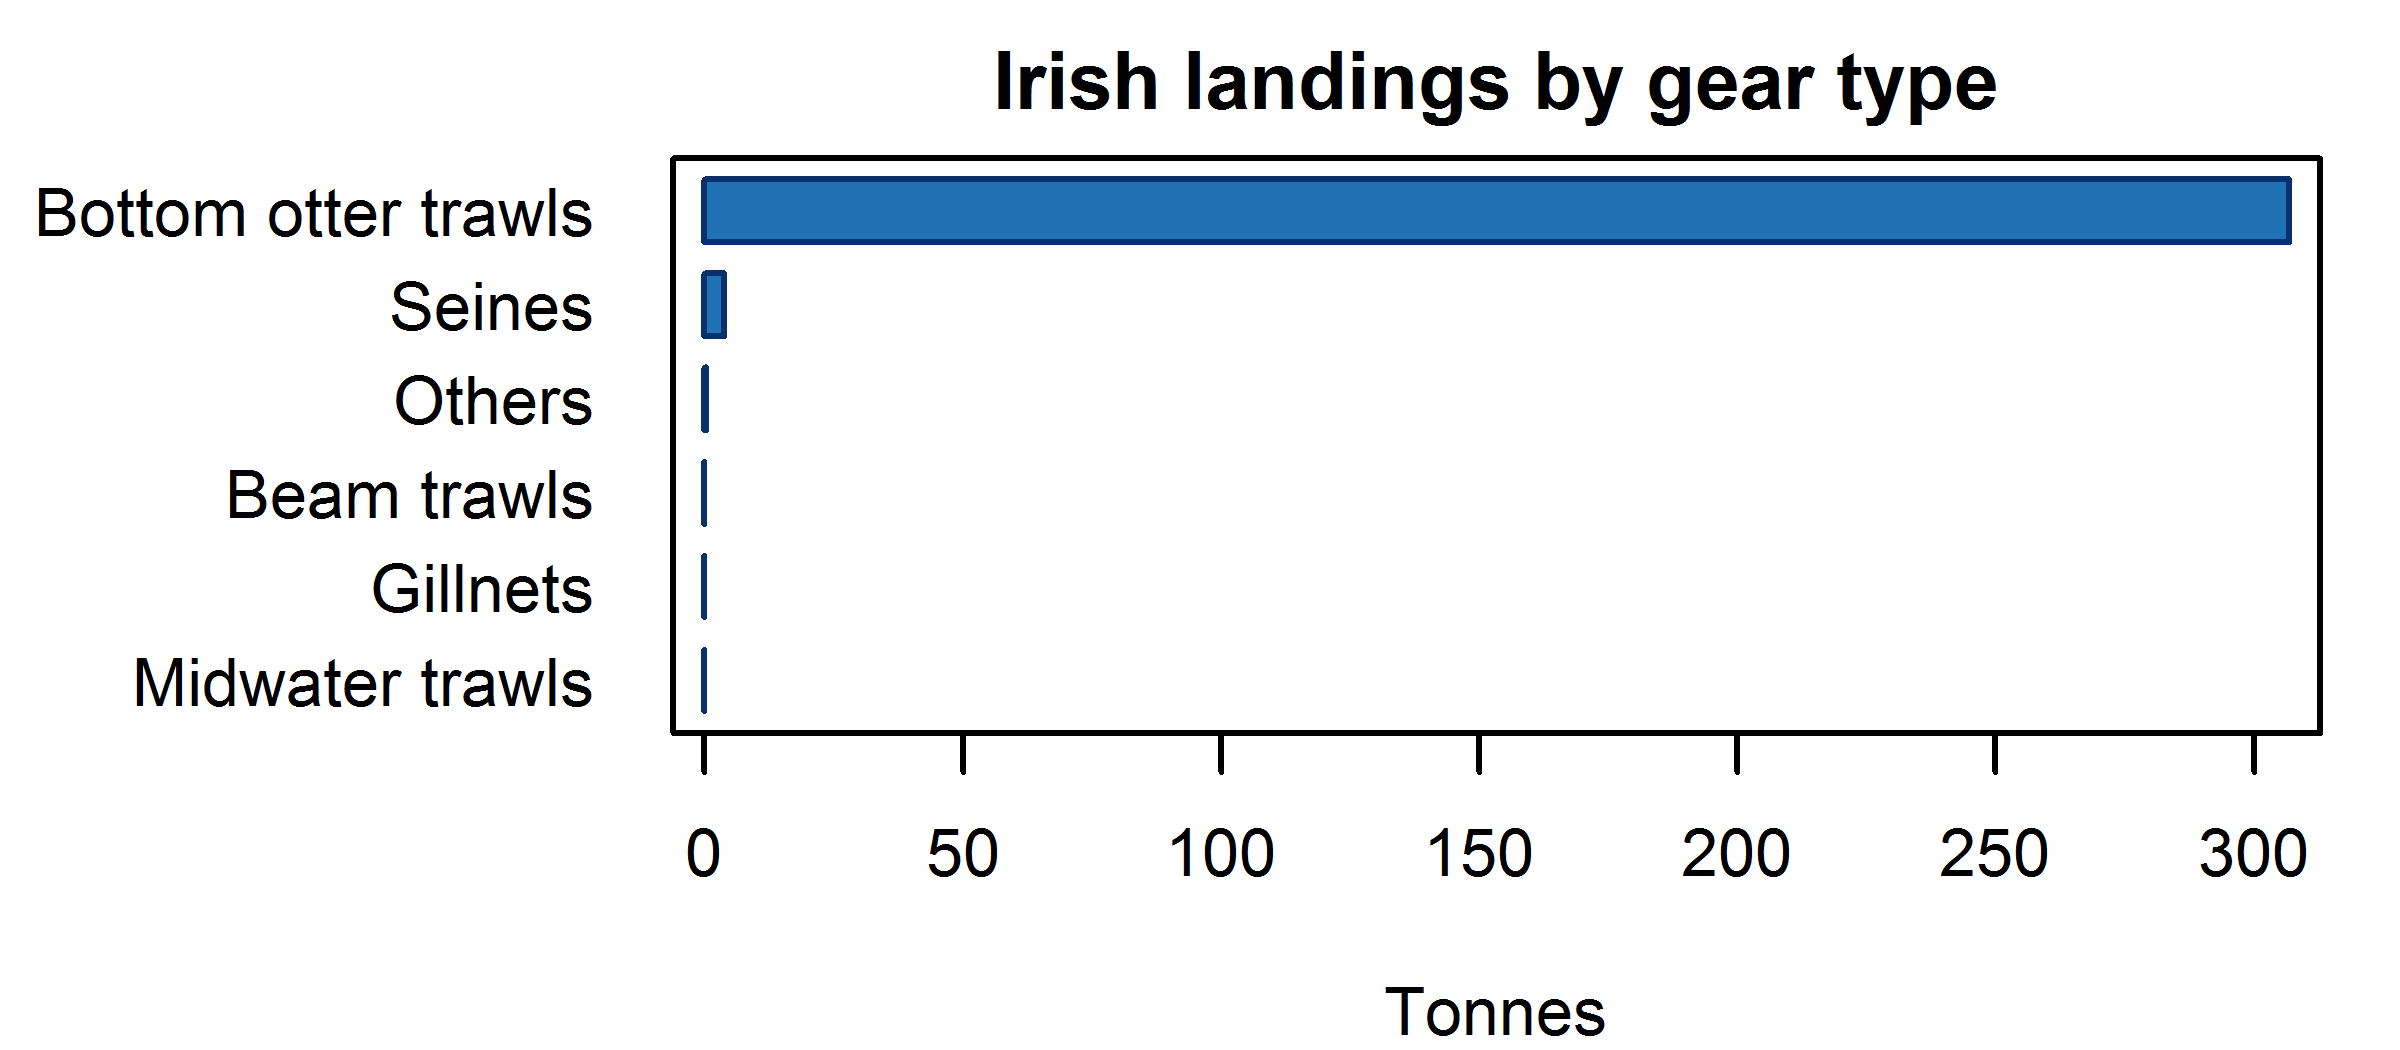 Irish landings by gear type
Bottom otter trawls
Seines
Others
Beam trawls
Gillnets
Midwater trawls
0 50 100 150 200 250 300
Tonnes